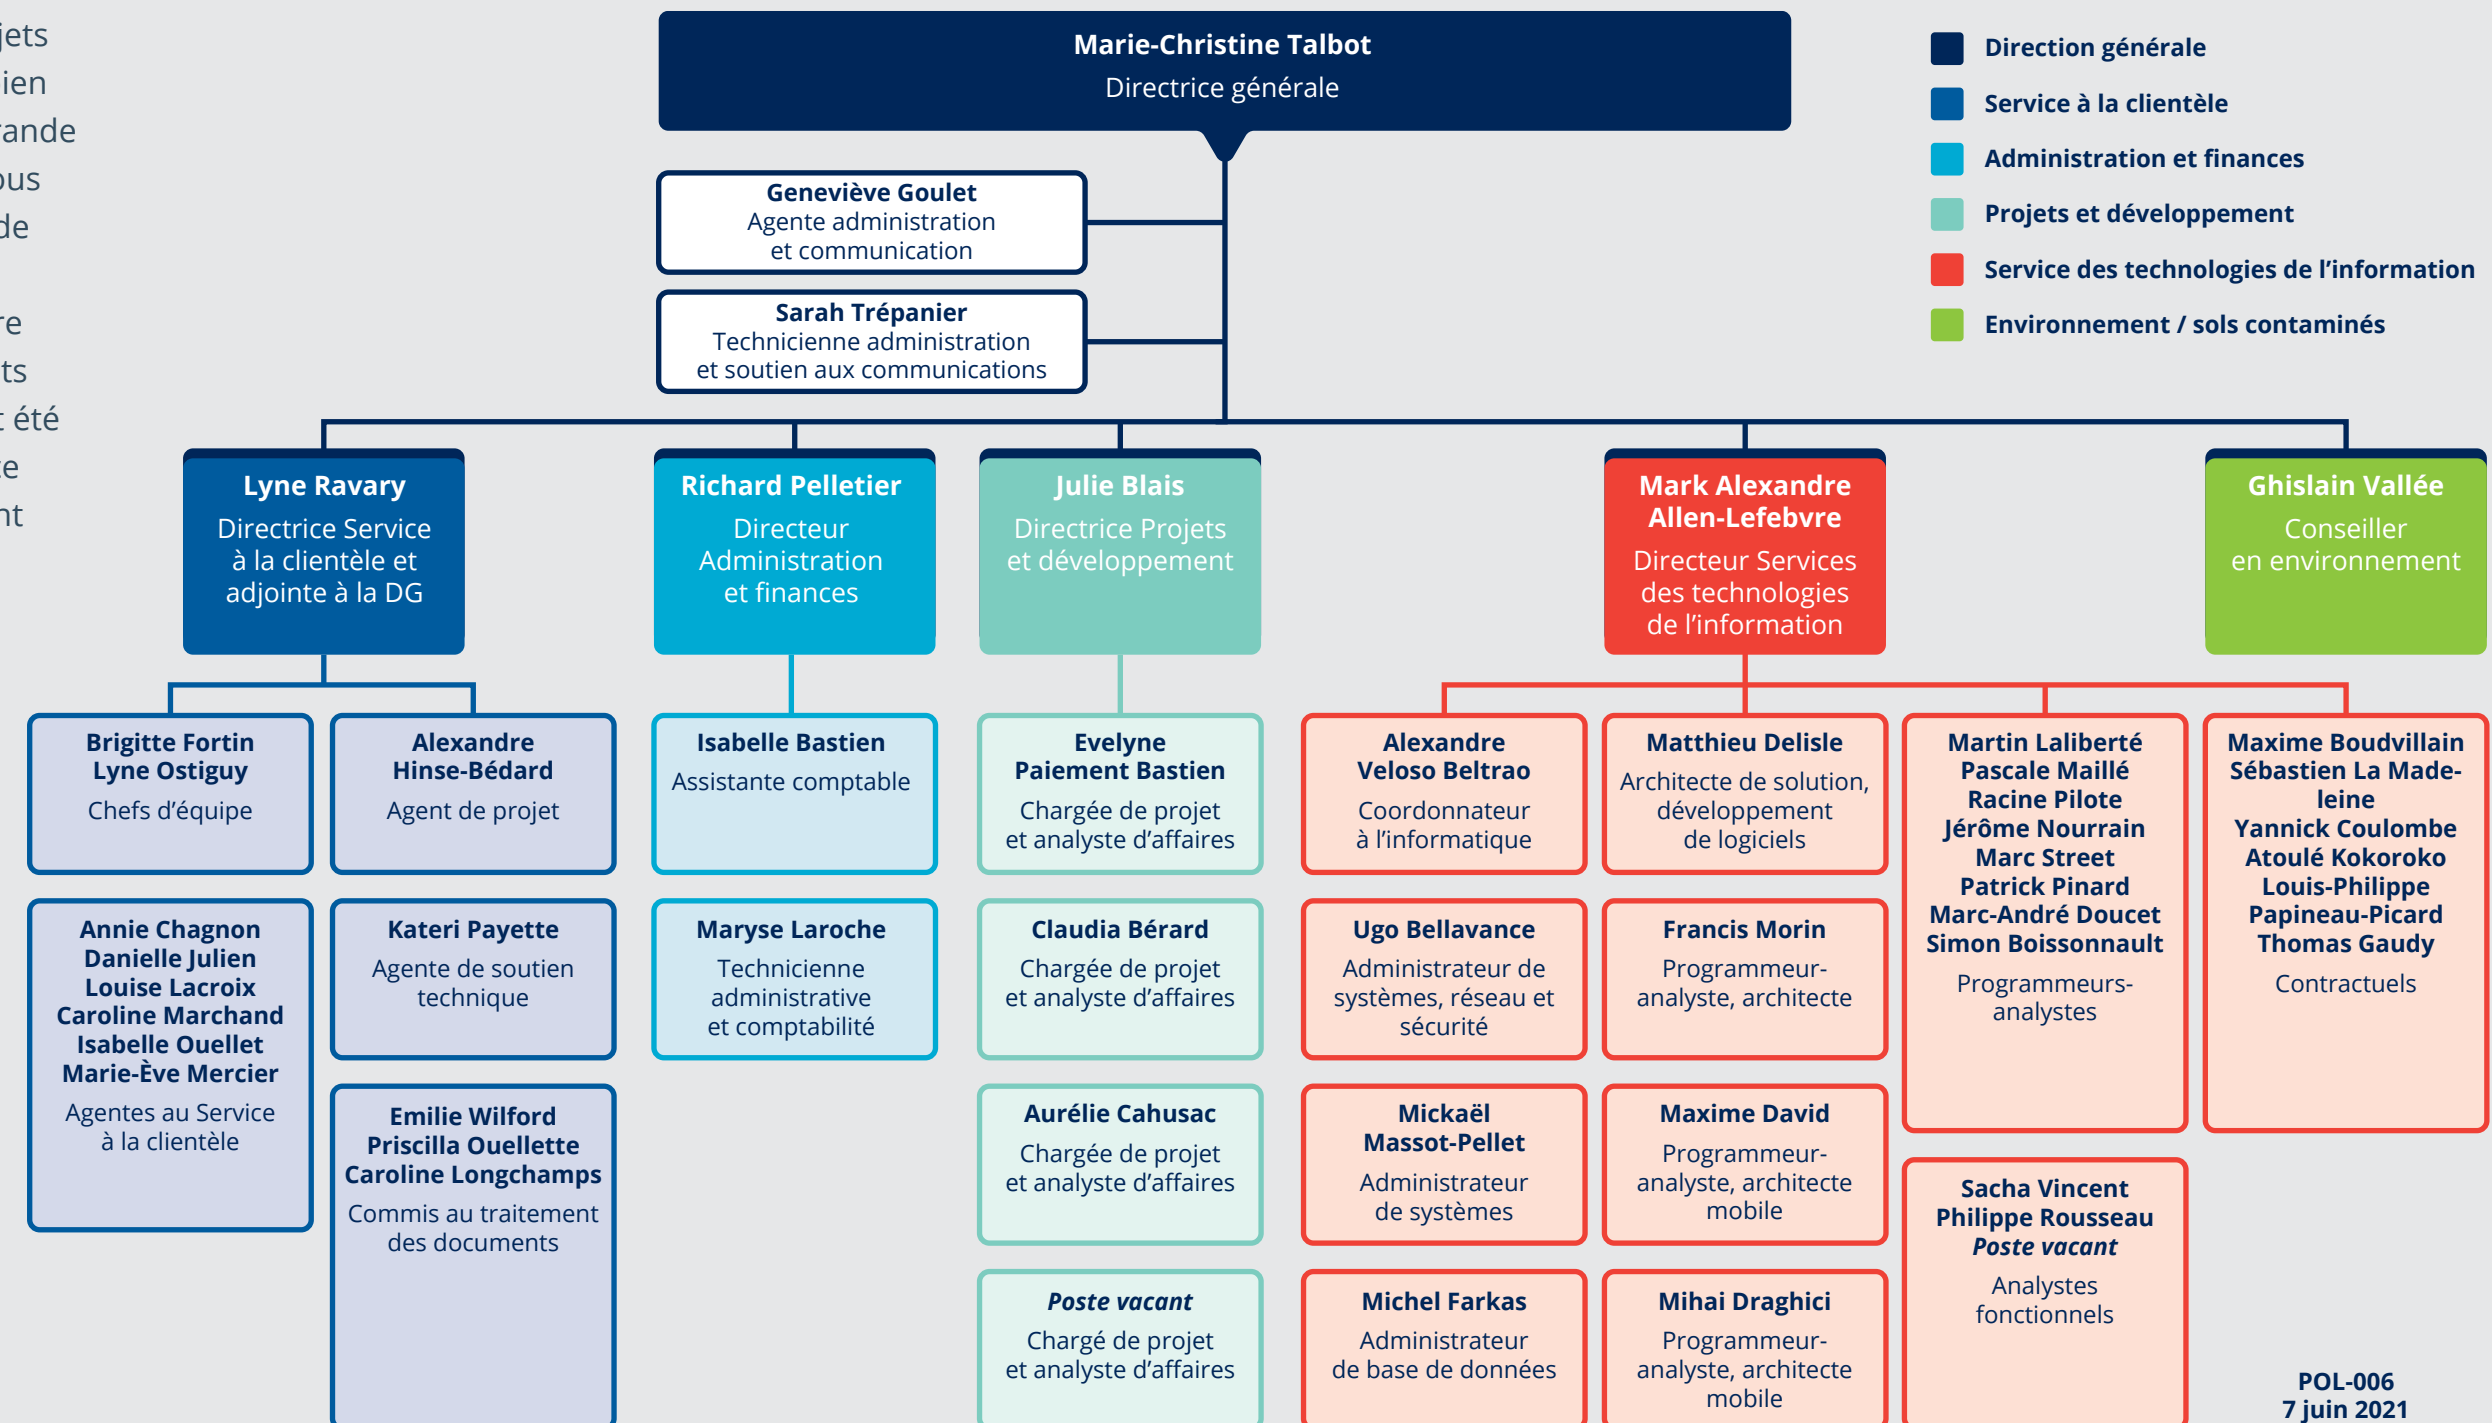 jets
ien
ande
ous
de
re
ts
t été
ce
nt
Marie-Christine Talbot
Directrice générale
Direction générale
Service à la clientèle
Administration et finances
Projets et développement
Service des technologies de l’information
Environnement / sols contaminés
Geneviève Goulet
Agente administration
et communication
Sarah Trépanier
Technicienne administration
et soutien aux communications
Lyne Ravary
Directrice Service
à la clientèle et
adjointe à la DG
Richard Pelletier
Directeur
Administration
et finances
Julie Blais
Directrice Projets
et développement
Mark Alexandre
Allen-Lefebvre
Directeur Services
des technologies
de l’information
Ghislain Vallée
Conseiller
en environnement
Brigitte Fortin
Lyne Ostiguy
Chefs d’équipe
Annie Chagnon
Danielle Julien
Louise Lacroix
Caroline Marchand
Isabelle Ouellet
Marie-Ève Mercier
Agentes au Service
à la clientèle
Alexandre
Hinse-Bédard
Agent de projet
Kateri Payette
Agente de soutien
technique
Emilie Wilford
Priscilla Ouellette
Caroline Longchamps
Commis au traitement
des documents
Isabelle Bastien
Assistante comptable
Maryse Laroche
Technicienne
administrative
et comptabilité
Evelyne
Paiement Bastien
Chargée de projet
et analyste d’affaires
Claudia Bérard
Chargée de projet
et analyste d’affaires
Aurélie Cahusac
Chargée de projet
et analyste d’affaires
Poste vacant
Chargé de projet
et analyste d’affaires
Alexandre
Veloso Beltrao
Coordonnateur
à l’informatique
Ugo Bellavance
Administrateur de
systèmes, réseau et
sécurité
Mickaël
Massot-Pellet
Administrateur
de systèmes
Michel Farkas
Administrateur
de base de données
Matthieu Delisle
Architecte de solution,
développement
de logiciels
Francis Morin
Programmeur-
analyste, architecte
Maxime David
Programmeur-
analyste, architecte
mobile
Mihai Draghici
Programmeur-
analyste, architecte
mobile
Martin Laliberté
Pascale Maillé
Racine Pilote
Jérôme Nourrain
Marc Street
Patrick Pinard
Marc-André Doucet
Simon Boissonnault
Programmeurs-
analystes
Sacha Vincent
Philippe Rousseau
Poste vacant
Analystes
fonctionnels
Maxime Boudvillain
Sébastien La Made-
leine
Yannick Coulombe
Atoulé Kokoroko
Louis-Philippe
Papineau-Picard
Thomas Gaudy
Contractuels
POL-006
7 juin 2021